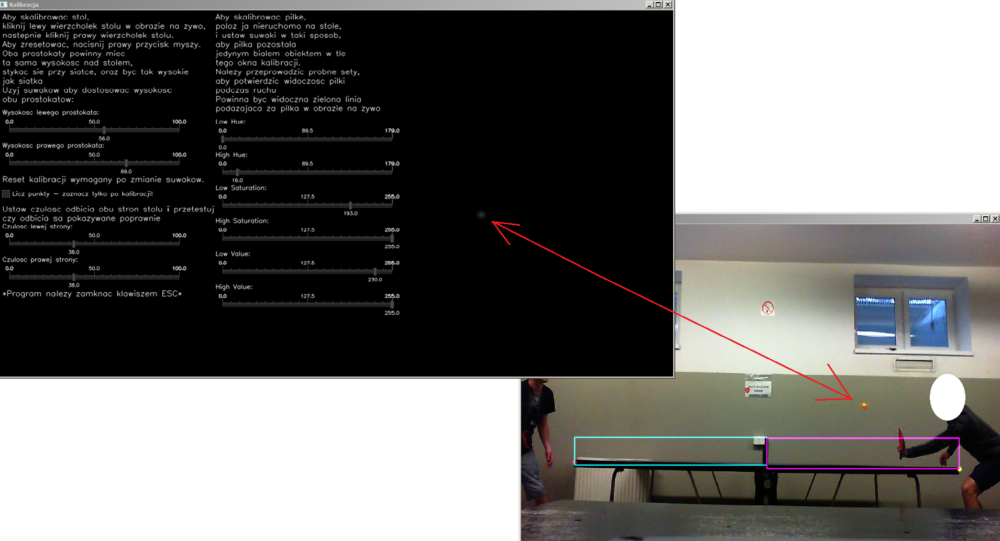 Kalibracja
Aby skalibrowac stol,
kliknij lewy wierzcholek stolu w obrazie na zywo,
nastepnie kliknij prawy wierzcholek stolu.
Aby zresetowac, nacisnij prawy przycisk myszy.
Oba prostokaty powinny miec
ta sama wysokosc nad stolem,
stykac sie przy siatce, oraz byc tak wysokie
jak siatka
Uzyj suwakow aby dostosowac wysokosc
obu prostokatow:
Wysokosc lewego prostokata:
0.0 50.0 100.0
56.0
Wysokosc prawego prostokata:
0.0 50.0 100.0
69.0
Reset kalibracji wymagany po zmianie suwakow.
Licz punkty - zaznacz tylko po kalibracji!
Ustaw czulosc odbicia obu stron stolu i przetestuj
czy odbicia sa pokazywane poprawnie
Czulosc lewej strony:
0.0 50.0 100.0
38.0
Czulosc prawej strony:
0.0 50.0 100.0
38.0
*Program nalezy zamknac klawiszem ESC*
Aby skalibrowac pilke,
poloz ja nieruchomo na stole,
i ustaw suwaki w taki sposob,
aby pilka pozostala
jedynym bialem obiektem w tle
tego okna kalibracji.
Nalezy przeprowadzic probne sety,
aby potwierdzic widoczosc pilki
podczas ruchu
Powinna byc widoczna zielona linia
podazajaca za pilka w obrazie na zywo
Low Hue:
0.0 89.5 179.0
0.0
High Hue:
0.0 89.5 179.0
16.0
Low Saturation:
0.0 127.5 255.0
193.0
High Saturation:
0.0 127.5 255.0
255.0
Low Value:
0.0 127.5 255.0
230.0
High Value:
0.0 127.5 255.0
255.0